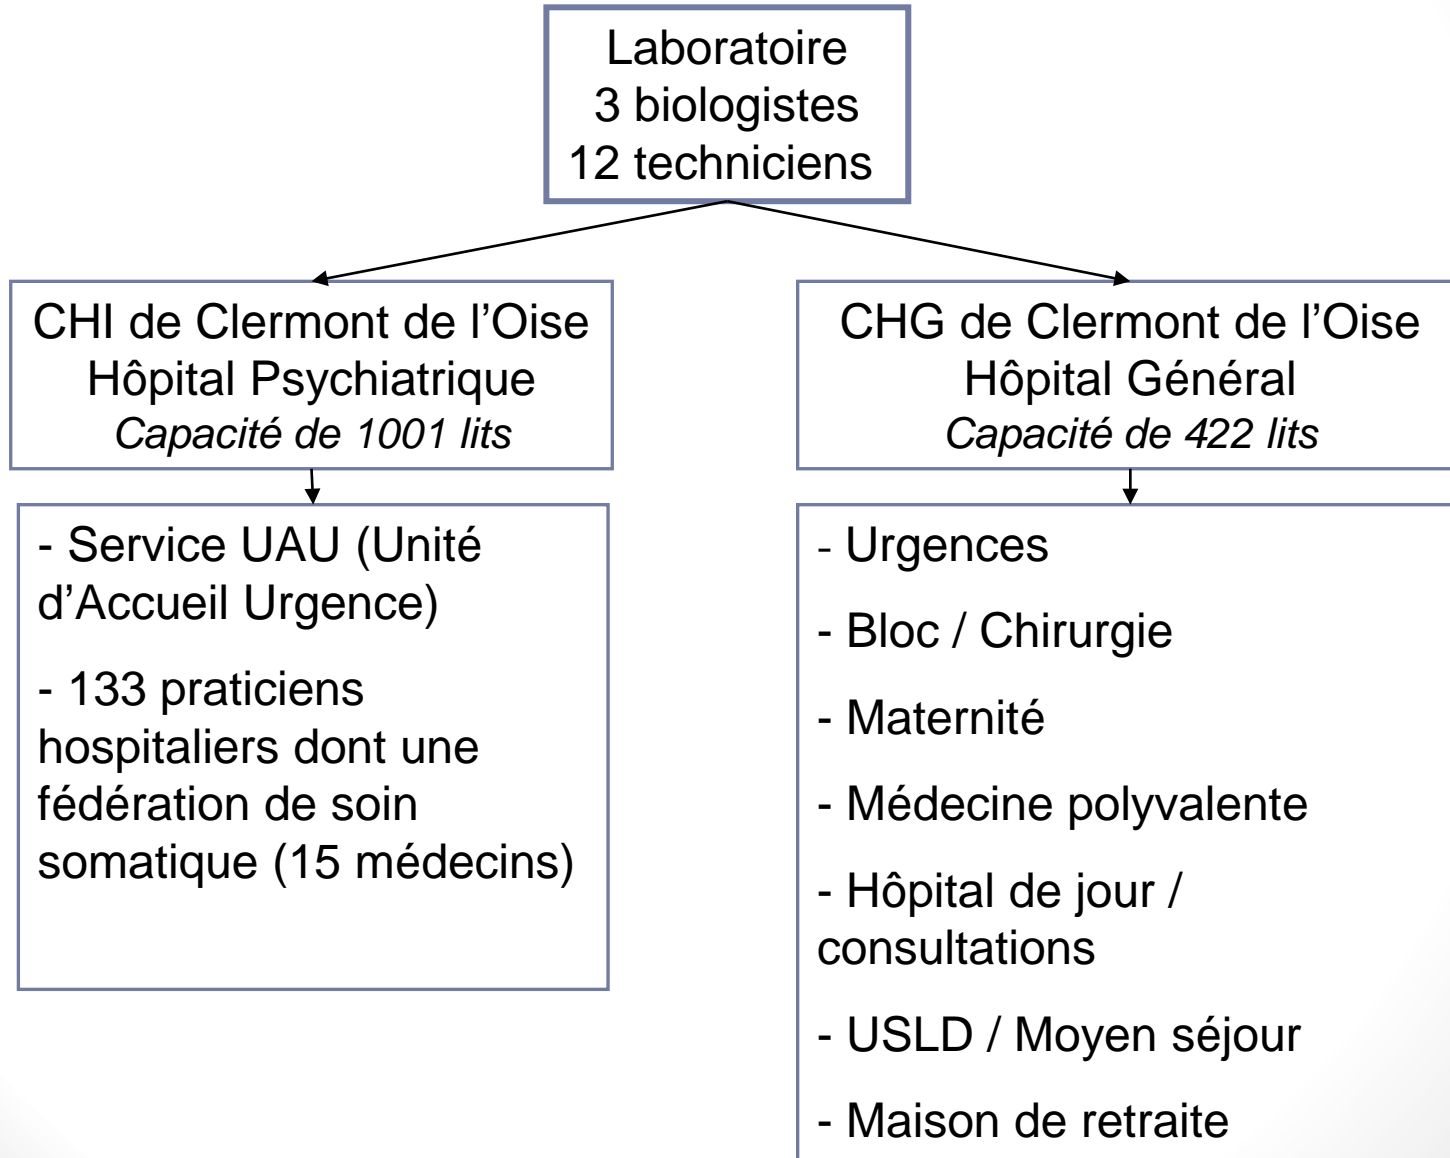 Laboratoire
3 biologistes
12 techniciens
CHI de Clermont de l’Oise
Hôpital Psychiatrique
Capacité de 1001 lits
CHG de Clermont de l’Oise
Hôpital Général
Capacité de 422 lits
- Service UAU (Unité
d’Accueil Urgence)
- 133 praticiens
hospitaliers dont une
fédération de soin
somatique (15 médecins)
- Urgences
- Bloc / Chirurgie
- Maternité
- Médecine polyvalente
- Hôpital de jour /
consultations
- USLD / Moyen séjour
- Maison de retraite